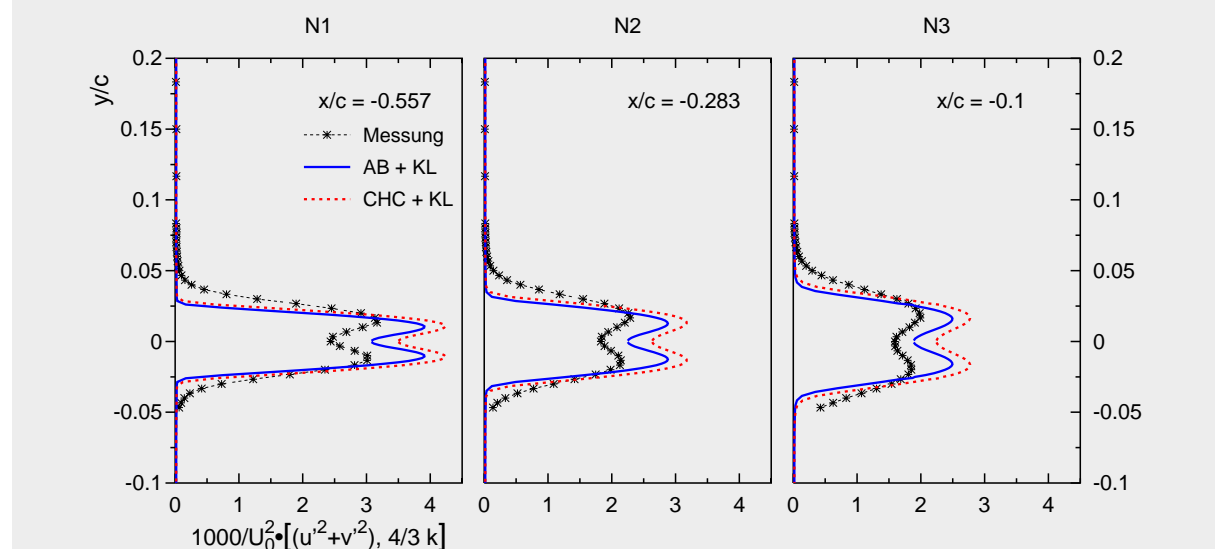 N1 N2 N3
0.2 0.2
y/c
x/c = -0.557 x/c = -0.283 x/c = -0.1
0.15 Messung 0.15
AB + KL
0.1 CHC + KL 0.1
0.05 0.05
0 0
-0.05 -0.05
-0.1 -0.1
0 1 2 3 4 0 1 2 3 4 0 1 2 3 4
1000/U₀²•[(u'²+v'²), 4/3 k]